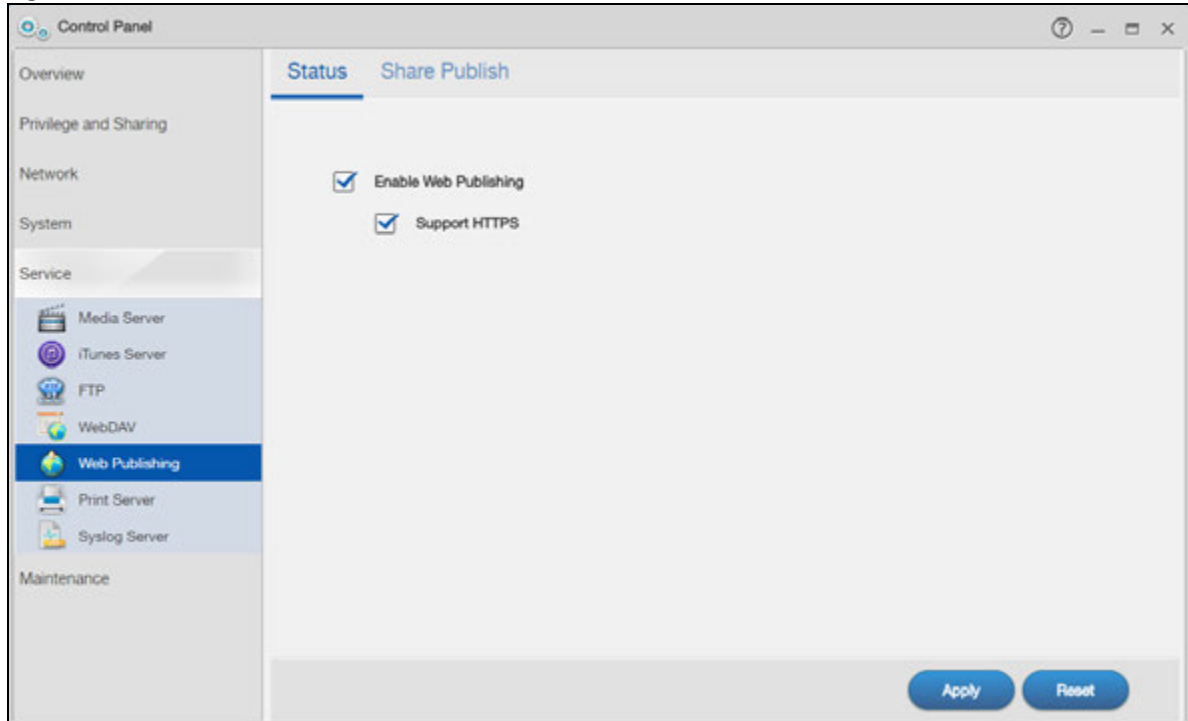 Control Panel
Overview
Privilege and Sharing
Network
System
Service
Media Server
iTunes Server
FTP
WebDAV
Web Publishing
Print Server
Syslog Server
Maintenance
Status Share Publish
Enable Web Publishing
Support HTTPS
Apply Reset